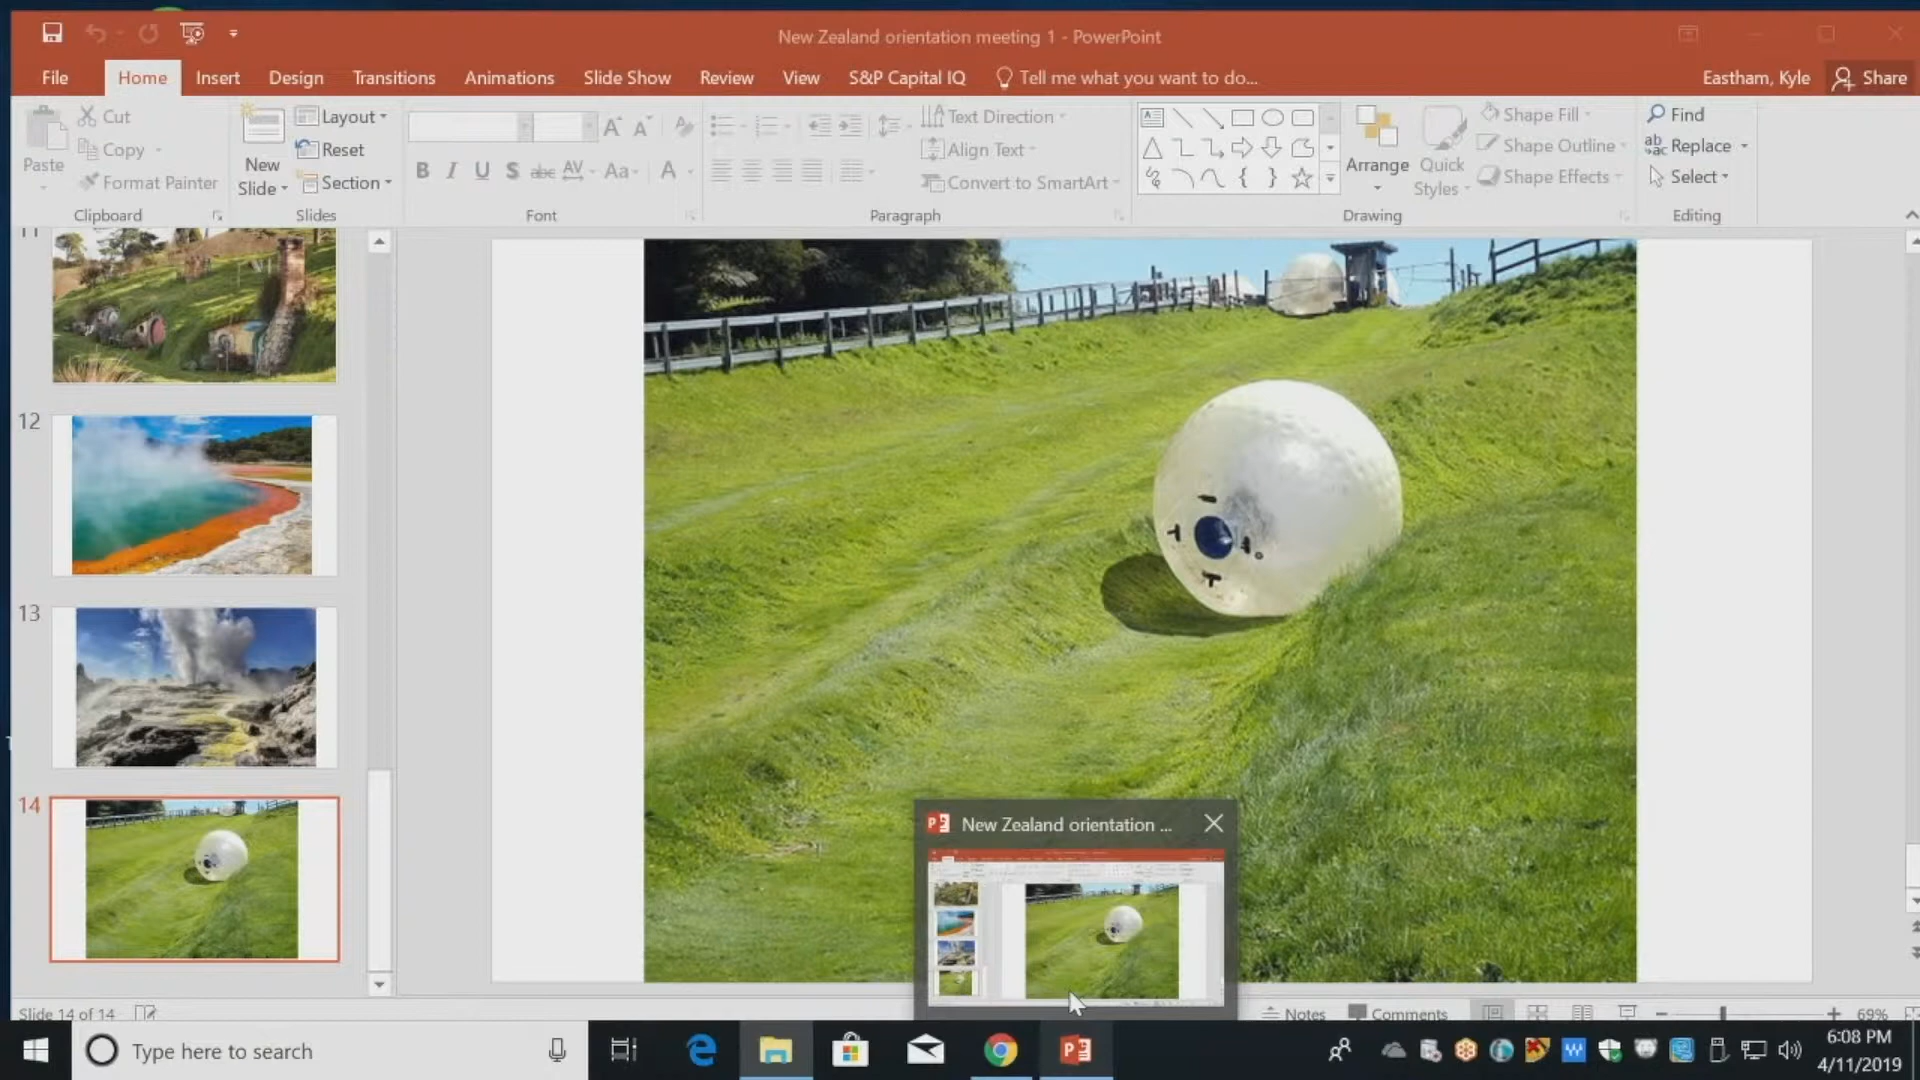 New Zealand orientation meeting 1 - PowerPoint
File Home Insert Design Transitions Animations Slide Show Review View S&P Capital IQ Tell me what you want to do... Eastham, Kyle Share
Paste
Cut
Copy
Format Painter
Clipboard
New
Slide
Layout
Reset
Section
Slides
B I U S abc AV Aa A
Font
Text Direction
Align Text
Convert to SmartArt
Paragraph
Arrange
Quick
Styles
Shape Fill
Shape Outline
Shape Effects
Drawing
Find
Replace
Select
Editing
11
12
13
14
New Zealand orientation ...
Slide 14 of 14
Notes Comments 69%
Type here to search
6:08 PM
4/11/2019